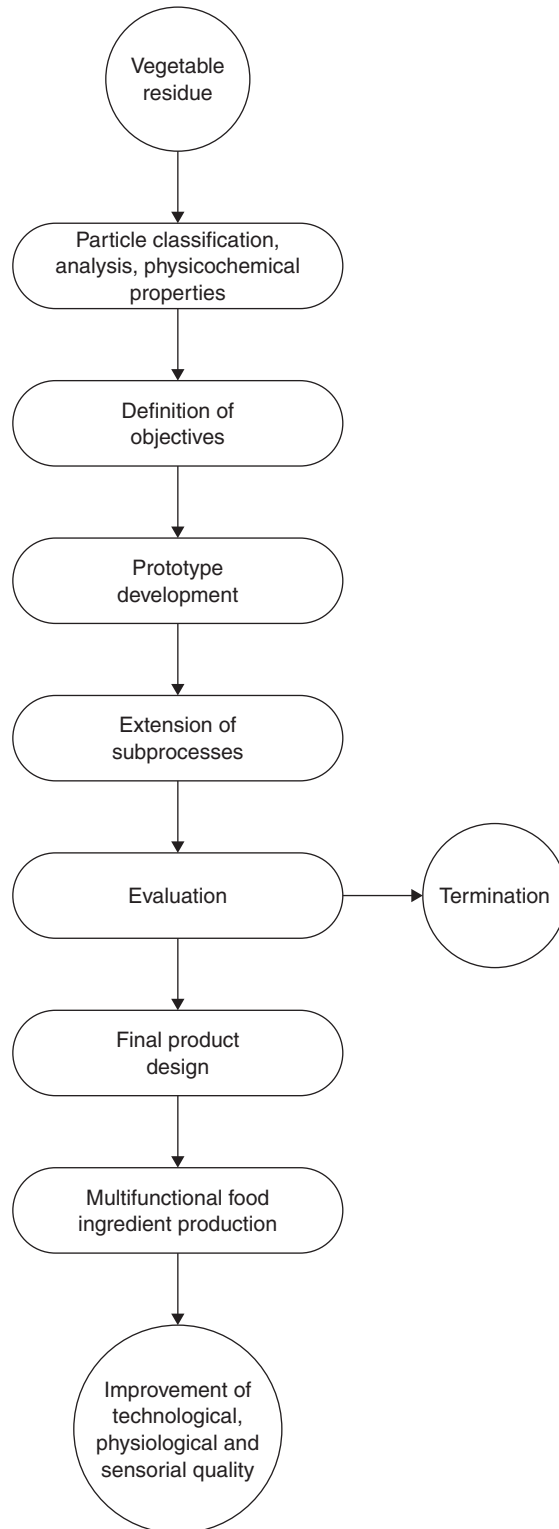 Vegetable
residue
Particle classification,
analysis, physicochemical
properties
Definition of
objectives
Prototype
development
Extension of
subprocesses
Evaluation
Termination
Final product
design
Multifunctional food
ingredient production
Improvement of
technological,
physiological and
sensorial quality